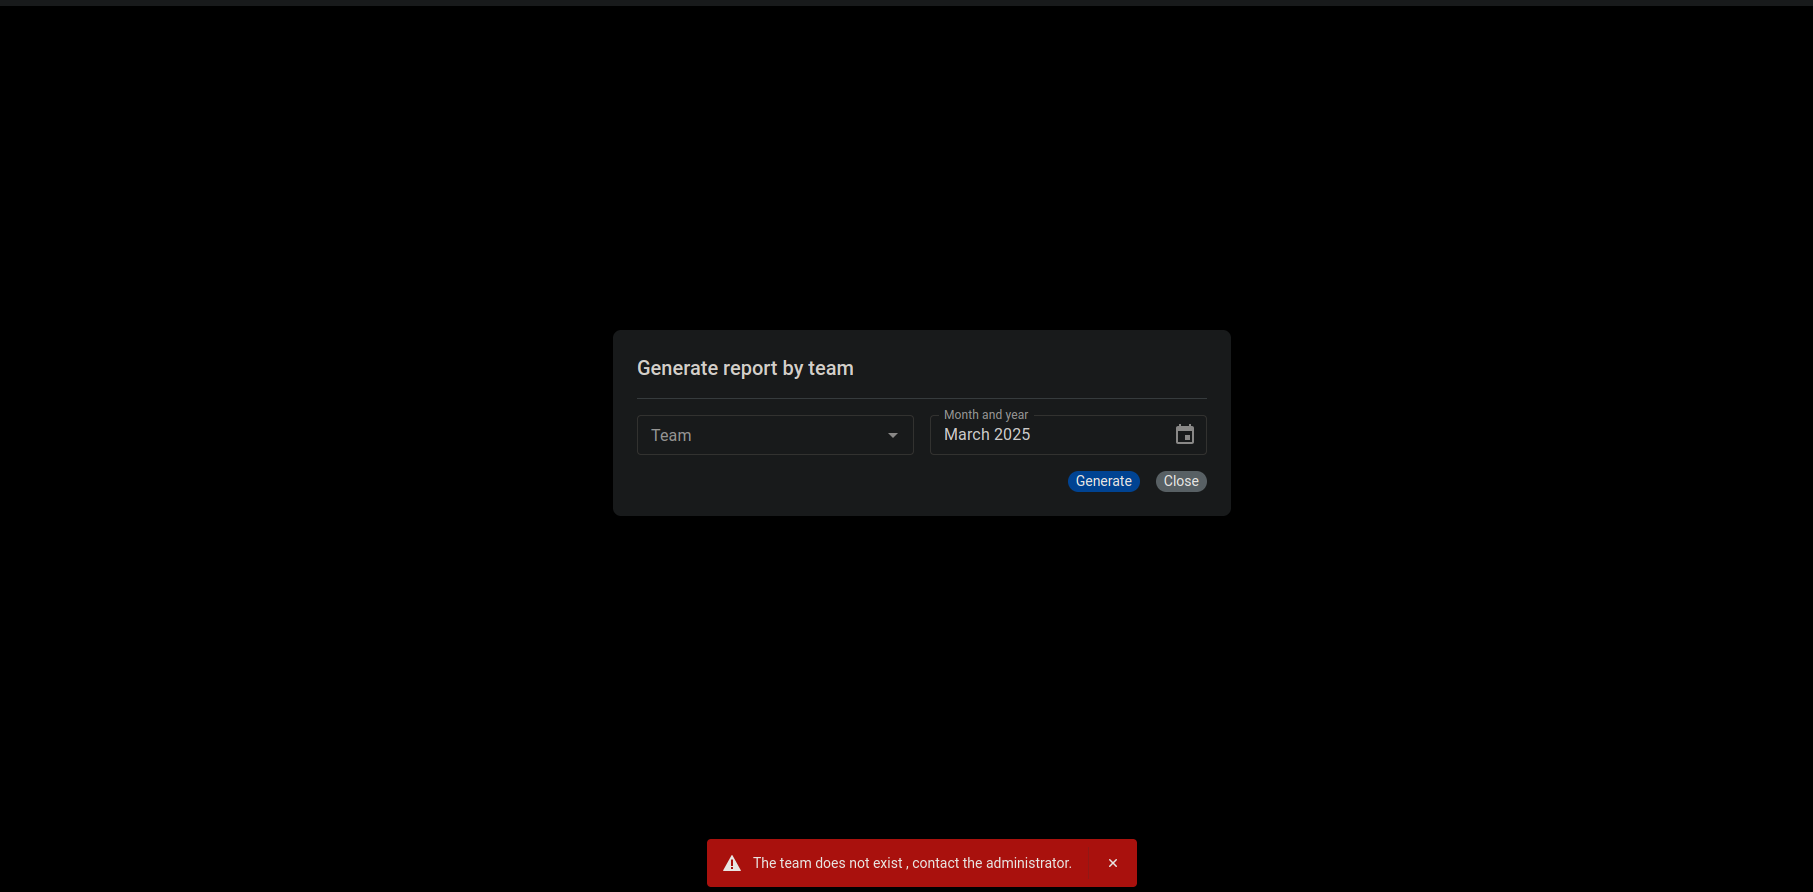 Generate report by team
Team
Month and year
March 2025
Generate
Close
The team does not exist , contact the administrator.